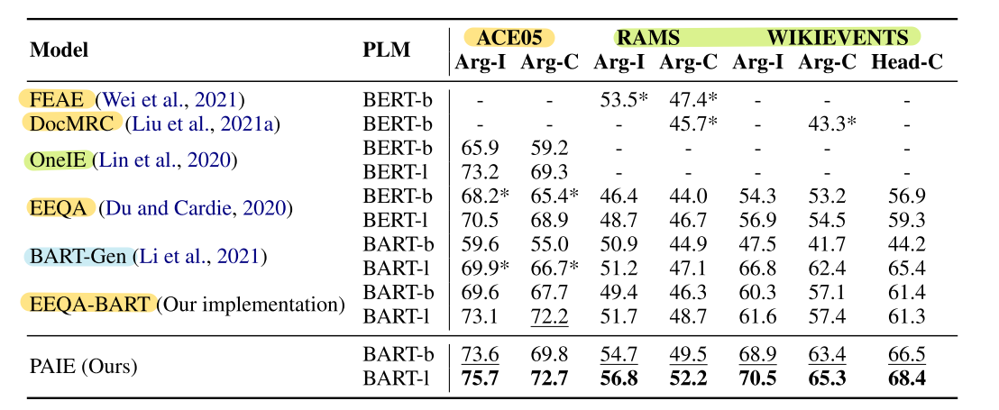 Model PLM ACE05 RAMS WIKIEVENTS
Arg-I Arg-C Arg-I Arg-C Arg-I Arg-C Head-C
FEAE (Wei et al., 2021) BERT-b - - 53.5* 47.4* - - -
DocMRC (Liu et al., 2021a) BERT-b - - - 45.7* - 43.3* -
OneIE (Lin et al., 2020) BERT-b 65.9 59.2 - - - - -
BERT-l 73.2 69.3 - - - - -
EEQA (Du and Cardie, 2020) BERT-b 68.2* 65.4* 46.4 44.0 54.3 53.2 56.9
BERT-l 70.5 68.9 48.7 46.7 56.9 54.5 59.3
BART-Gen (Li et al., 2021) BART-b 59.6 55.0 50.9 44.9 47.5 41.7 44.2
BART-l 69.9* 66.7* 51.2 47.1 66.8 62.4 65.4
EEQA-BART (Our implementation) BART-b 69.6 67.7 49.4 46.3 60.3 57.1 61.4
BART-l 73.1 72.2 51.7 48.7 61.6 57.4 61.3
PAIE (Ours) BART-b 73.6 69.8 54.7 49.5 68.9 63.4 66.5
BART-l 75.7 72.7 56.8 52.2 70.5 65.3 68.4